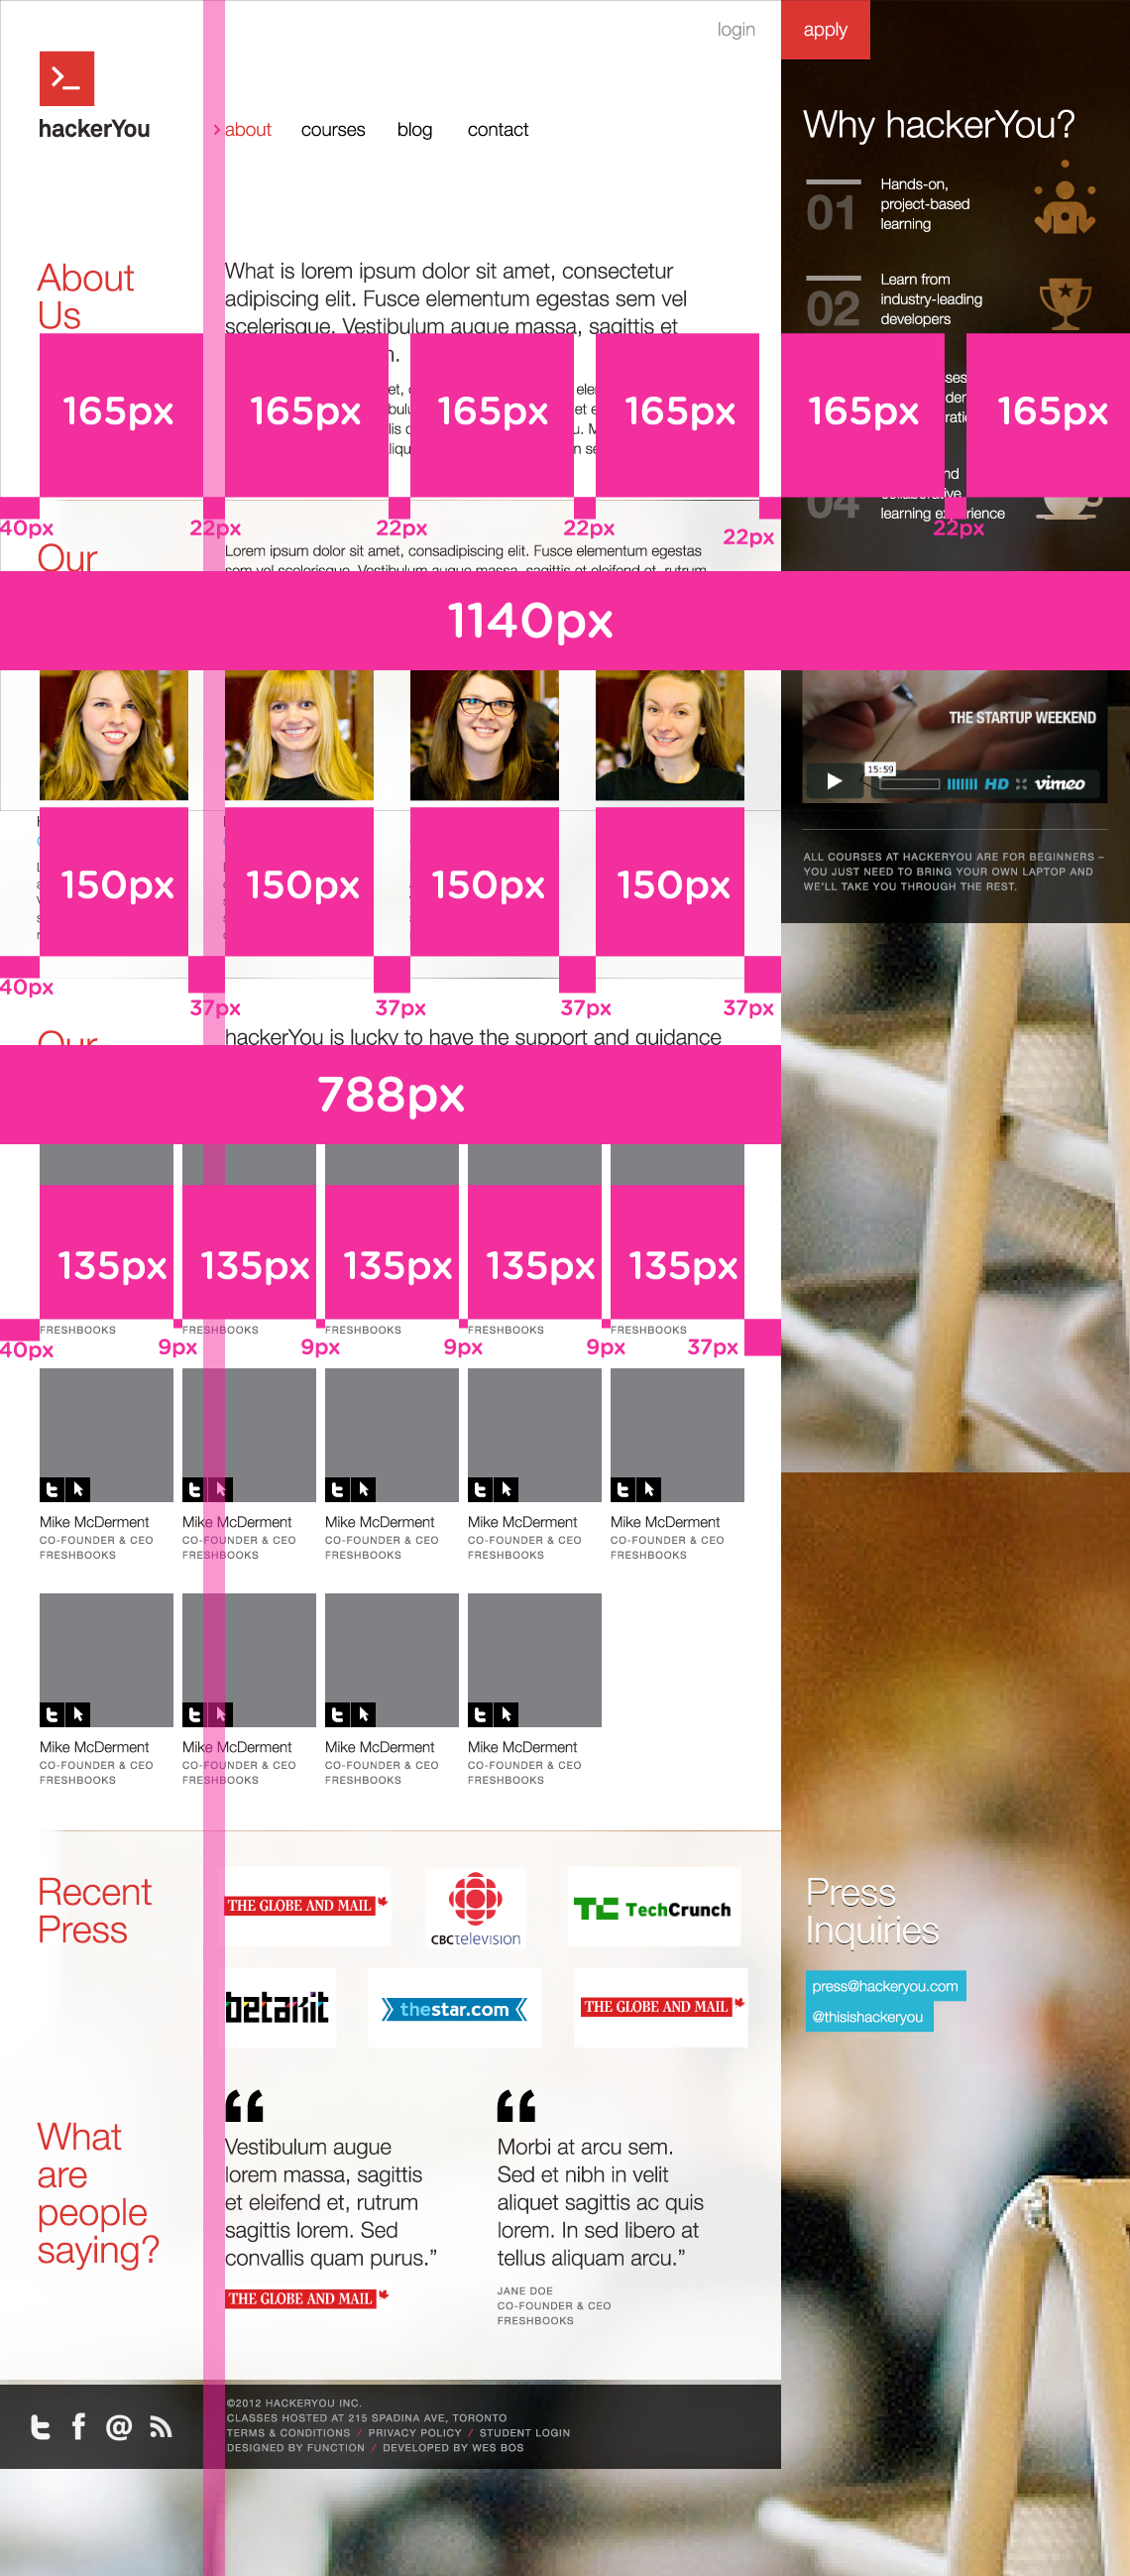 login
apply
hackerYou
about
courses
blog
contact
Why hackerYou?
01
Hands-on,
project-based
learning
02
Learn from
industry-leading
developers
About
Us
What is lorem ipsum dolor sit amet, consectetur
adipiscing elit. Fusce elementum egestas sem vel
scelerisque. Vestibulum augue massa, sagittis et
165px
165px
165px
165px
165px
165px
04
learning
40px
22px
22px
22px
22px
22px
Our
Lorem ipsum dolor sit amet, consadipiscing elit. Fusce elementum egestas
sem vel scelerisque. Vestibulum augue massa, sagittis et eleifend et, rutrum
1140px
THE STARTUP WEEKEND
15:59
HD
vimeo
ALL COURSES AT HACKERYOU ARE FOR BEGINNERS –
YOU JUST NEED TO BRING YOUR OWN LAPTOP AND
WE'LL TAKE YOU THROUGH THE REST.
150px
150px
150px
150px
40px
37px
37px
37px
37px
Our
hackerYou is lucky to have the support and guidance
788px
135px
135px
135px
135px
135px
FRESHBOOKS
FRESHBOOKS
FRESHBOOKS
FRESHBOOKS
FRESHBOOKS
40px
9px
9px
9px
9px
37px
Mike McDerment
CO-FOUNDER & CEO
FRESHBOOKS
Mike McDerment
CO-FOUNDER & CEO
FRESHBOOKS
Mike McDerment
CO-FOUNDER & CEO
FRESHBOOKS
Mike McDerment
CO-FOUNDER & CEO
FRESHBOOKS
Mike McDerment
CO-FOUNDER & CEO
FRESHBOOKS
Mike McDerment
CO-FOUNDER & CEO
FRESHBOOKS
Mike McDerment
CO-FOUNDER & CEO
FRESHBOOKS
Mike McDerment
CO-FOUNDER & CEO
FRESHBOOKS
Mike McDerment
CO-FOUNDER & CEO
FRESHBOOKS
Recent
Press
THE GLOBE AND MAIL
CBCtelevision
TC TechCrunch
betakit
thestar.com
THE GLOBE AND MAIL
Press
Inquiries
press@hackeryou.com
@thisishackeryou
What
are
people
saying?
Vestibulum augue
lorem massa, sagittis
et eleifend et, rutrum
sagittis lorem. Sed
convallis quam purus.”
THE GLOBE AND MAIL
Morbi at arcu sem.
Sed et nibh in velit
aliquet sagittis ac quis
lorem. In sed libero at
tellus aliquam arcu.”
JANE DOE
CO-FOUNDER & CEO
FRESHBOOKS
©2012 HACKERYOU INC.
CLASSES HOSTED AT 215 SPADINA AVE, TORONTO
TERMS & CONDITIONS / PRIVACY POLICY / STUDENT LOGIN
DESIGNED BY FUNCTION / DEVELOPED BY WES BOS